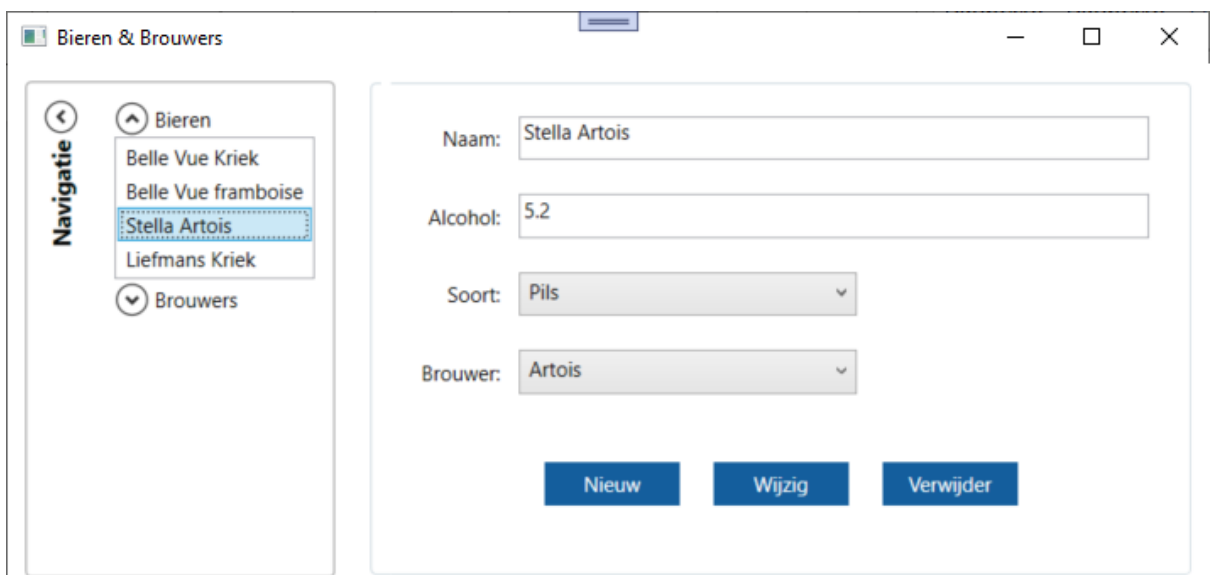 Bieren & Brouwers
Navigatie
Bieren
Belle Vue Kriek
Belle Vue framboise
Stella Artois
Liefmans Kriek
Brouwers
Naam: Stella Artois
Alcohol: 5.2
Soort: Pils
Brouwer: Artois
Nieuw Wijzig Verwijder